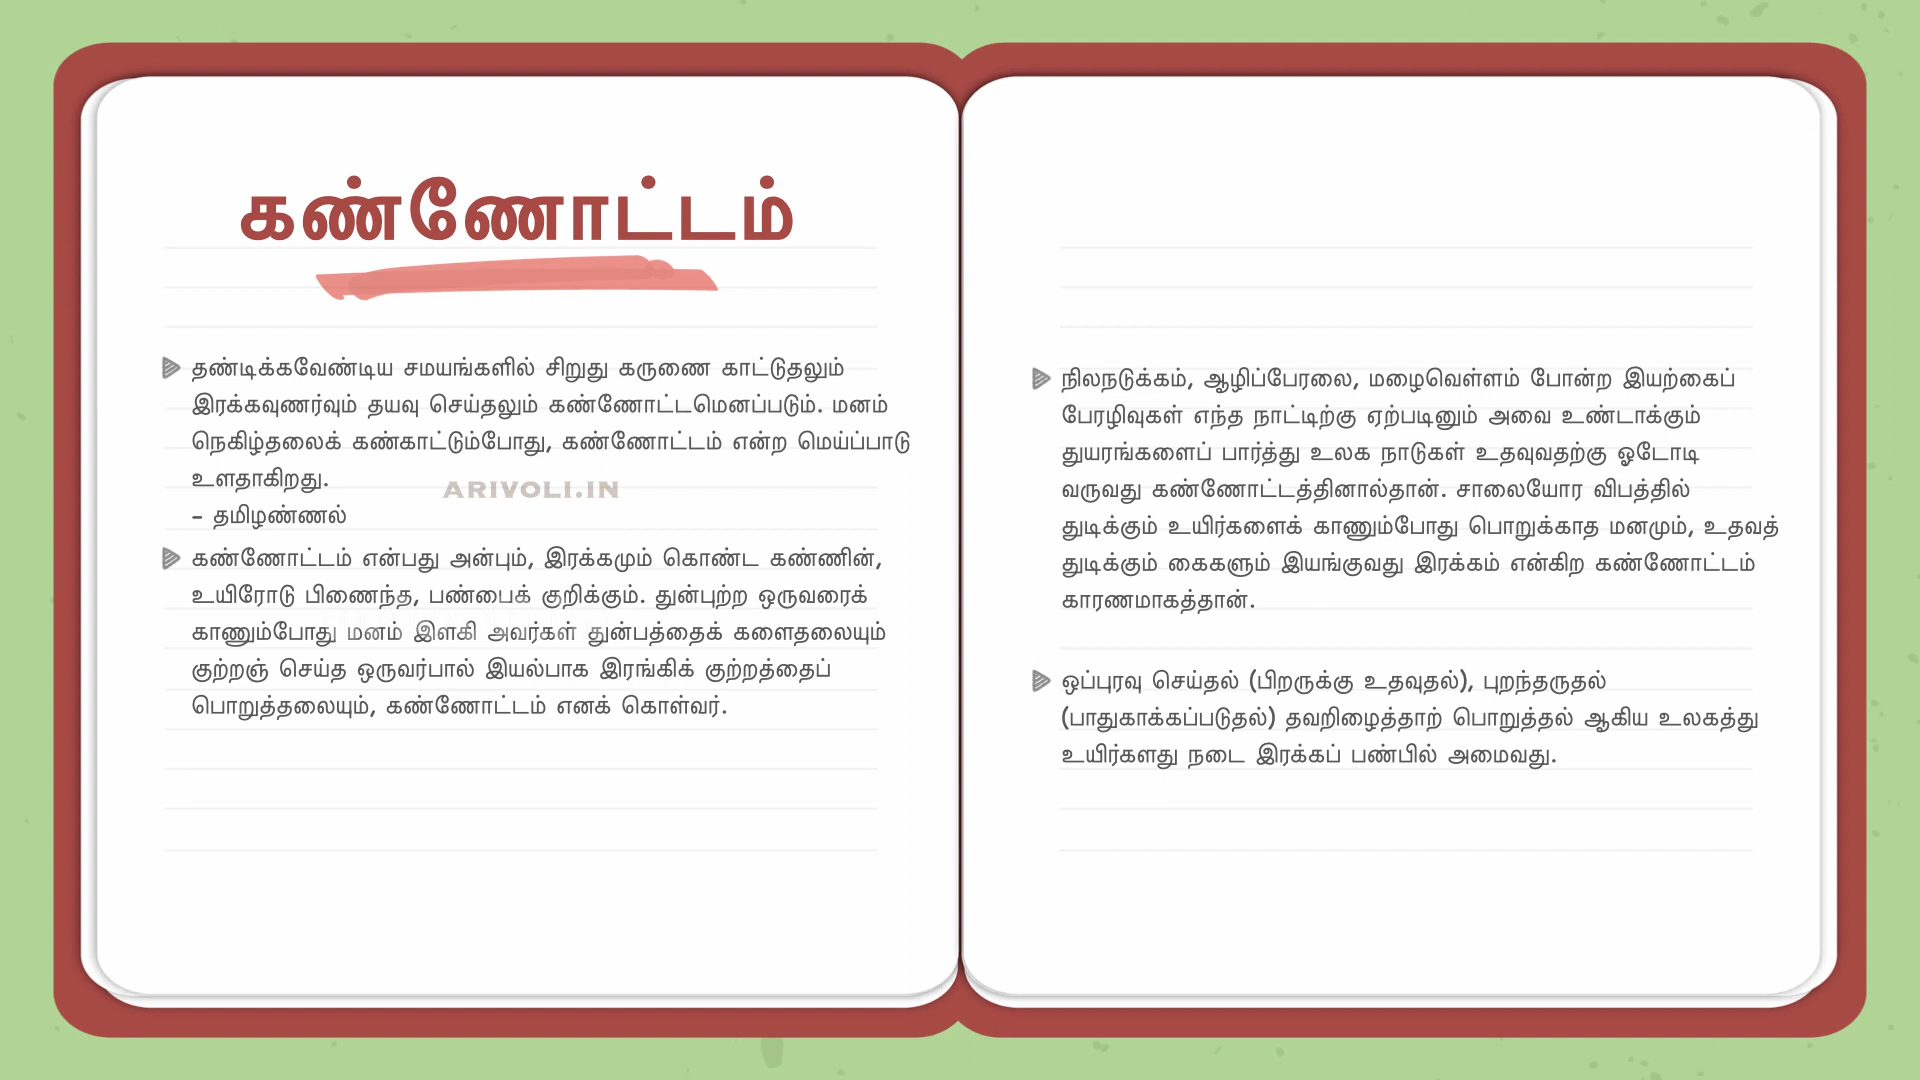 கண்ணோட்டம்
தண்டிக்கவேண்டிய சமயங்களில் சிறுது கருணை காட்டுதலும்
இரக்கவுணர்வும் தயவு செய்தலும் கண்ணோட்டமெனப்படும். மனம்
நெகிழ்தலைக் கண்காட்டும்போது, கண்ணோட்டம் என்ற மெய்ப்பாடு
உளதாகிறது.
ARIVOLI.IN
– தமிழண்ணல்
கண்ணோட்டம் என்பது அன்பும், இரக்கமும் கொண்ட கண்ணின்,
உயிரோடு பிணைந்த, பண்பைக் குறிக்கும். துன்புற்ற ஒருவரைக்
காணும்போது மனம் இளகி அவர்கள் துன்பத்தைக் களைதலையும்
குற்றஞ் செய்த ஒருவர்பால் இயல்பாக இரங்கிக் குற்றத்தைப்
பொறுத்தலையும், கண்ணோட்டம் எனக் கொள்வர்.
நிலநடுக்கம், ஆழிப்பேரலை, மழைவெள்ளம் போன்ற இயற்கைப்
பேரழிவுகள் எந்த நாட்டிற்கு ஏற்படினும் அவை உண்டாக்கும்
துயரங்களைப் பார்த்து உலக நாடுகள் உதவுவதற்கு ஓடோடி
வருவது கண்ணோட்டத்தினால்தான். சாலையோர விபத்தில்
துடிக்கும் உயிர்களைக் காணும்போது பொறுக்காத மனமும், உதவத்
துடிக்கும் கைகளும் இயங்குவது இரக்கம் என்கிற கண்ணோட்டம்
காரணமாகத்தான்.
ஒப்புரவு செய்தல் (பிறருக்கு உதவுதல்), புறந்தருதல்
(பாதுகாக்கப்படுதல்) தவறிழைத்தாற் பொறுத்தல் ஆகிய உலகத்து
உயிர்களது நடை இரக்கப் பண்பில் அமைவது.